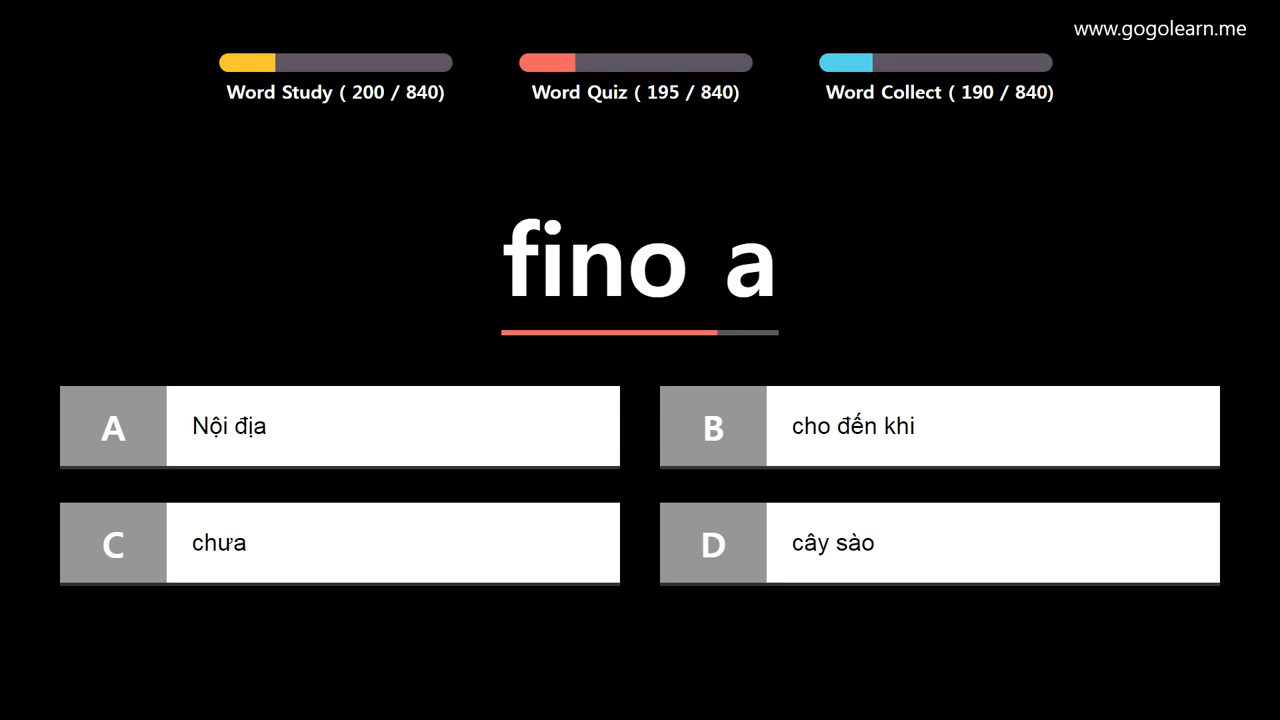 www.gogolearn.me
Word Study ( 200 / 840)
Word Quiz ( 195 / 840)
Word Collect ( 190 / 840)
fino a
A
Nội địa
B
cho đến khi
C
chưa
D
cây sào